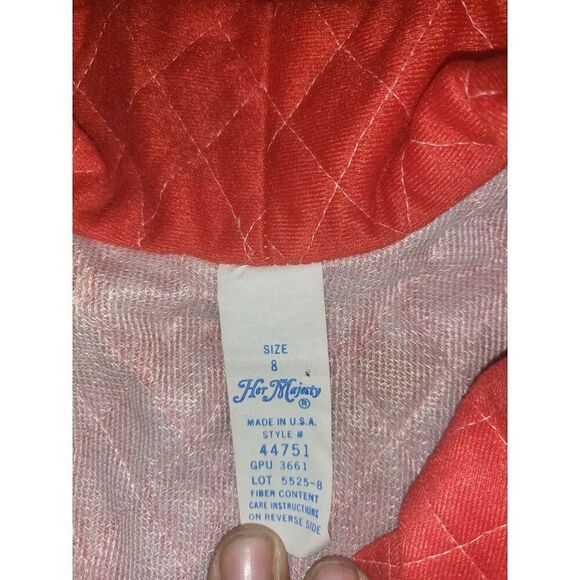 SIZE
8
Her Majesty ®
MADE IN U.S.A.
STYLE #
44751
GPU 3661
LOT 5525-8
FIBER CONTENT
CARE INSTRUCTIONS
ON REVERSE SIDE